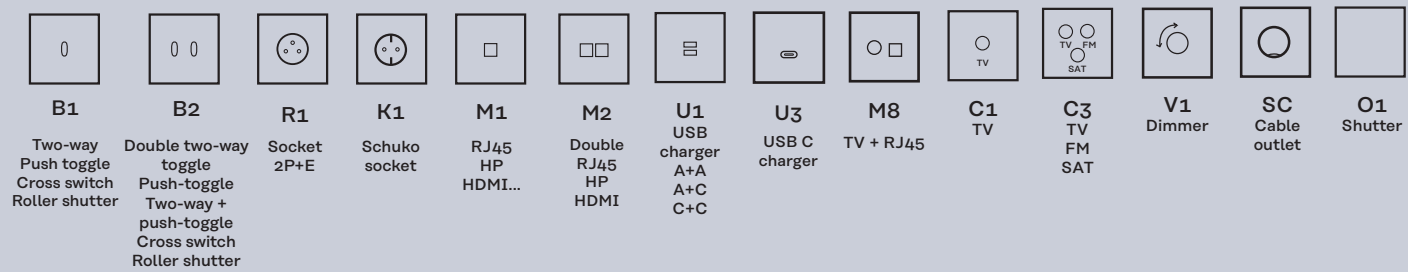 B1
Two-way
Push toggle
Cross switch
Roller shutter
B2
Double two-way
toggle
Push-toggle
Two-way +
push-toggle
Cross switch
Roller shutter
R1
Socket
2P+E
K1
Schuko
socket
M1
RJ45
HP
HDMI...
M2
Double
RJ45
HP
HDMI
U1
USB
charger
A+A
A+C
C+C
U3
USB C
charger
M8
TV + RJ45
TV
C1
TV
TV FM
SAT
C3
TV
FM
SAT
V1
Dimmer
SC
Cable
outlet
O1
Shutter